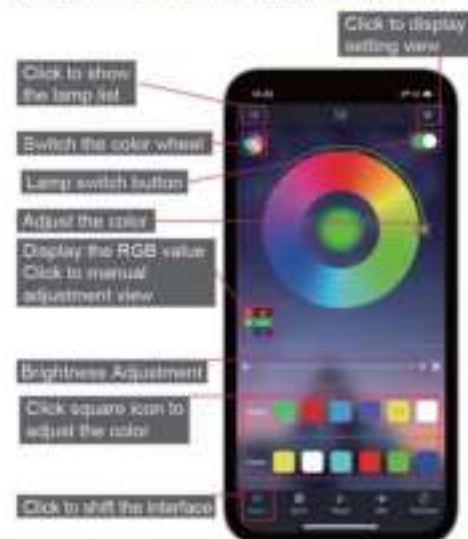 Click to display
setting view
Click to show
the lamp list
Switch the color wheel
Lamp switch button
Adjust the color
Display the RGB value
Click to manual
adjustment view
Brightness Adjustment
Click square icon to
adjust the color
Click to shift the interface